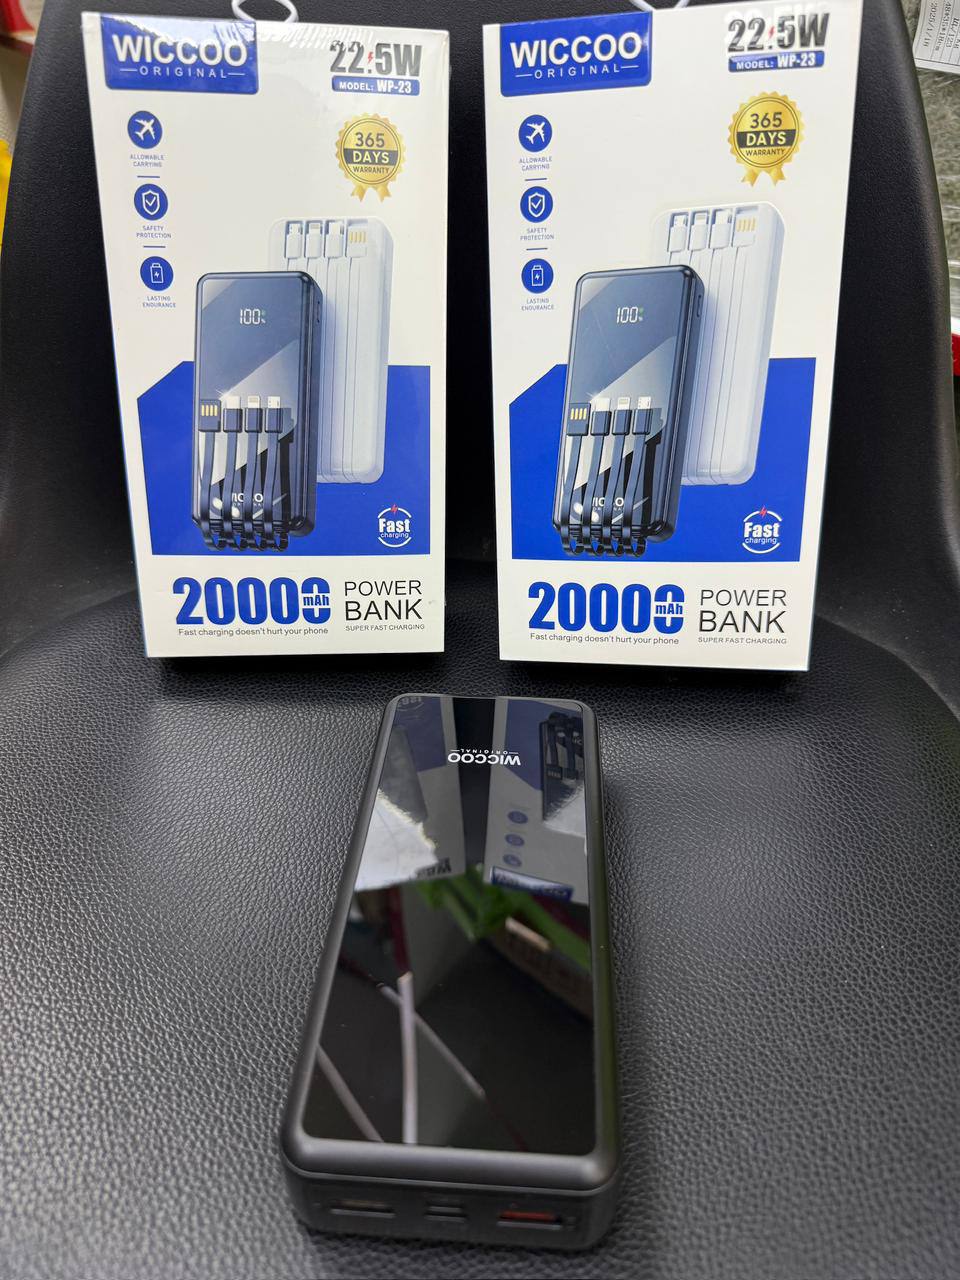 WICCOO
ORIGINAL
22.5W
MODEL: WP-23
365
DAYS
WARRANTY
ALLOWABLE
CARRYING
SAFETY
PROTECTION
LASTING
ENDURANCE
100%
Fast
charging
20000 mAh
POWER
BANK
Fast charging doesn't hurt your phone
SUPER FAST CHARGING
WICCOO
ORIGINAL
22.5W
MODEL: WP-23
365
DAYS
WARRANTY
ALLOWABLE
CARRYING
SAFETY
PROTECTION
LASTING
ENDURANCE
100%
Fast
charging
20000 mAh
POWER
BANK
Fast charging doesn't hurt your phone
SUPER FAST CHARGING
WICCOO
ORIGINAL